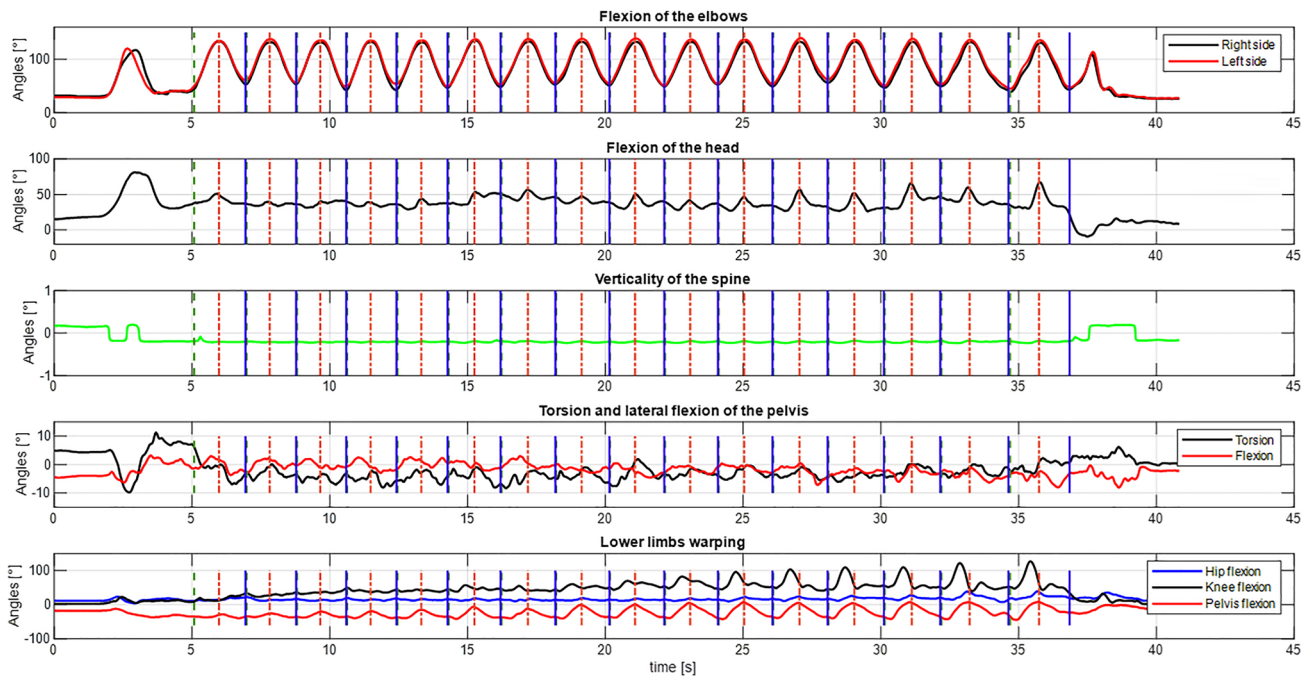 Flexion of the elbows
Angles [°]
100
0
Right side
Left side
0 5 10 15 20 25 30 35 40 45
Flexion of the head
Angles [°]
100
50
0
0 5 10 15 20 25 30 35 40 45
Verticality of the spine
Angles [°]
1
0
-1
0 5 10 15 20 25 30 35 40 45
Torsion and lateral flexion of the pelvis
Angles [°]
10
0
-10
Torsion
Flexion
0 5 10 15 20 25 30 35 40 45
Lower limbs warping
Angles [°]
100
0
-100
Hip flexion
Knee flexion
Pelvis flexion
0 5 10 15 20 25 30 35 40 45
time [s]